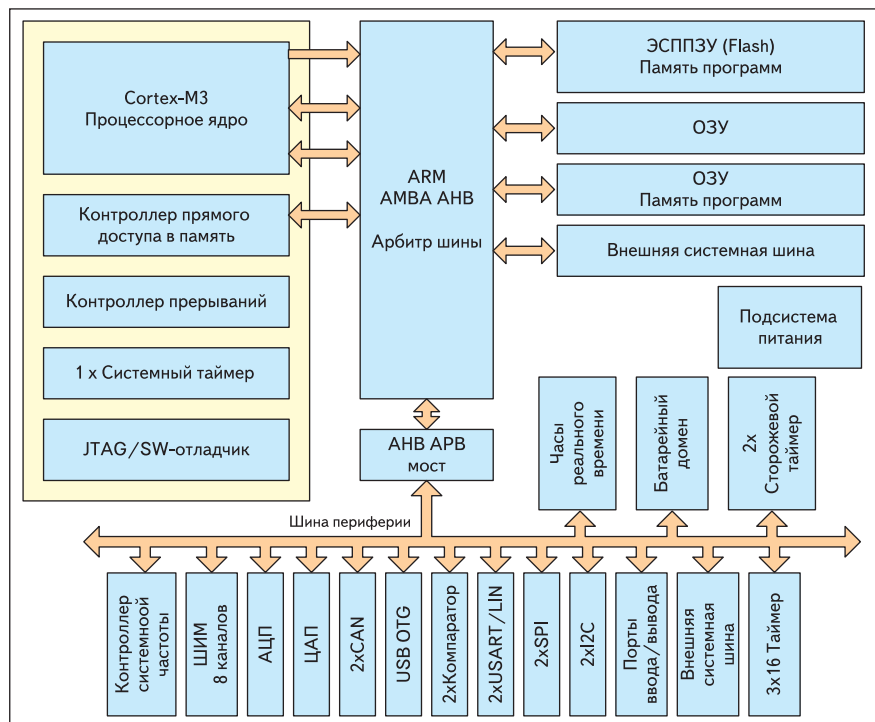 Cortex-M3
Процессорное ядро
Контроллер прямого
доступа в память
Контроллер прерываний
1 x Системный таймер
JTAG/SW-отладчик
ARM
AMBA AHB
Арбитр шины
AHB APB
мост
ЭСППЗУ (Flash)
Память программ
ОЗУ
ОЗУ
Память программ
Внешняя системная шина
Подсистема
питания
Часы
реального
времени
Батарейный
домен
2x
Сторожевой
таймер
Шина периферии
Контроллер
системноой
частоты
ШИМ
8 каналов
АЦП
ЦАП
2xCAN
USB OTG
2xКомпаратор
2xUSART/LIN
2xSPI
2xI2C
Порты
ввода/вывода
Внешняя
системная
шина
3x16 Таймер